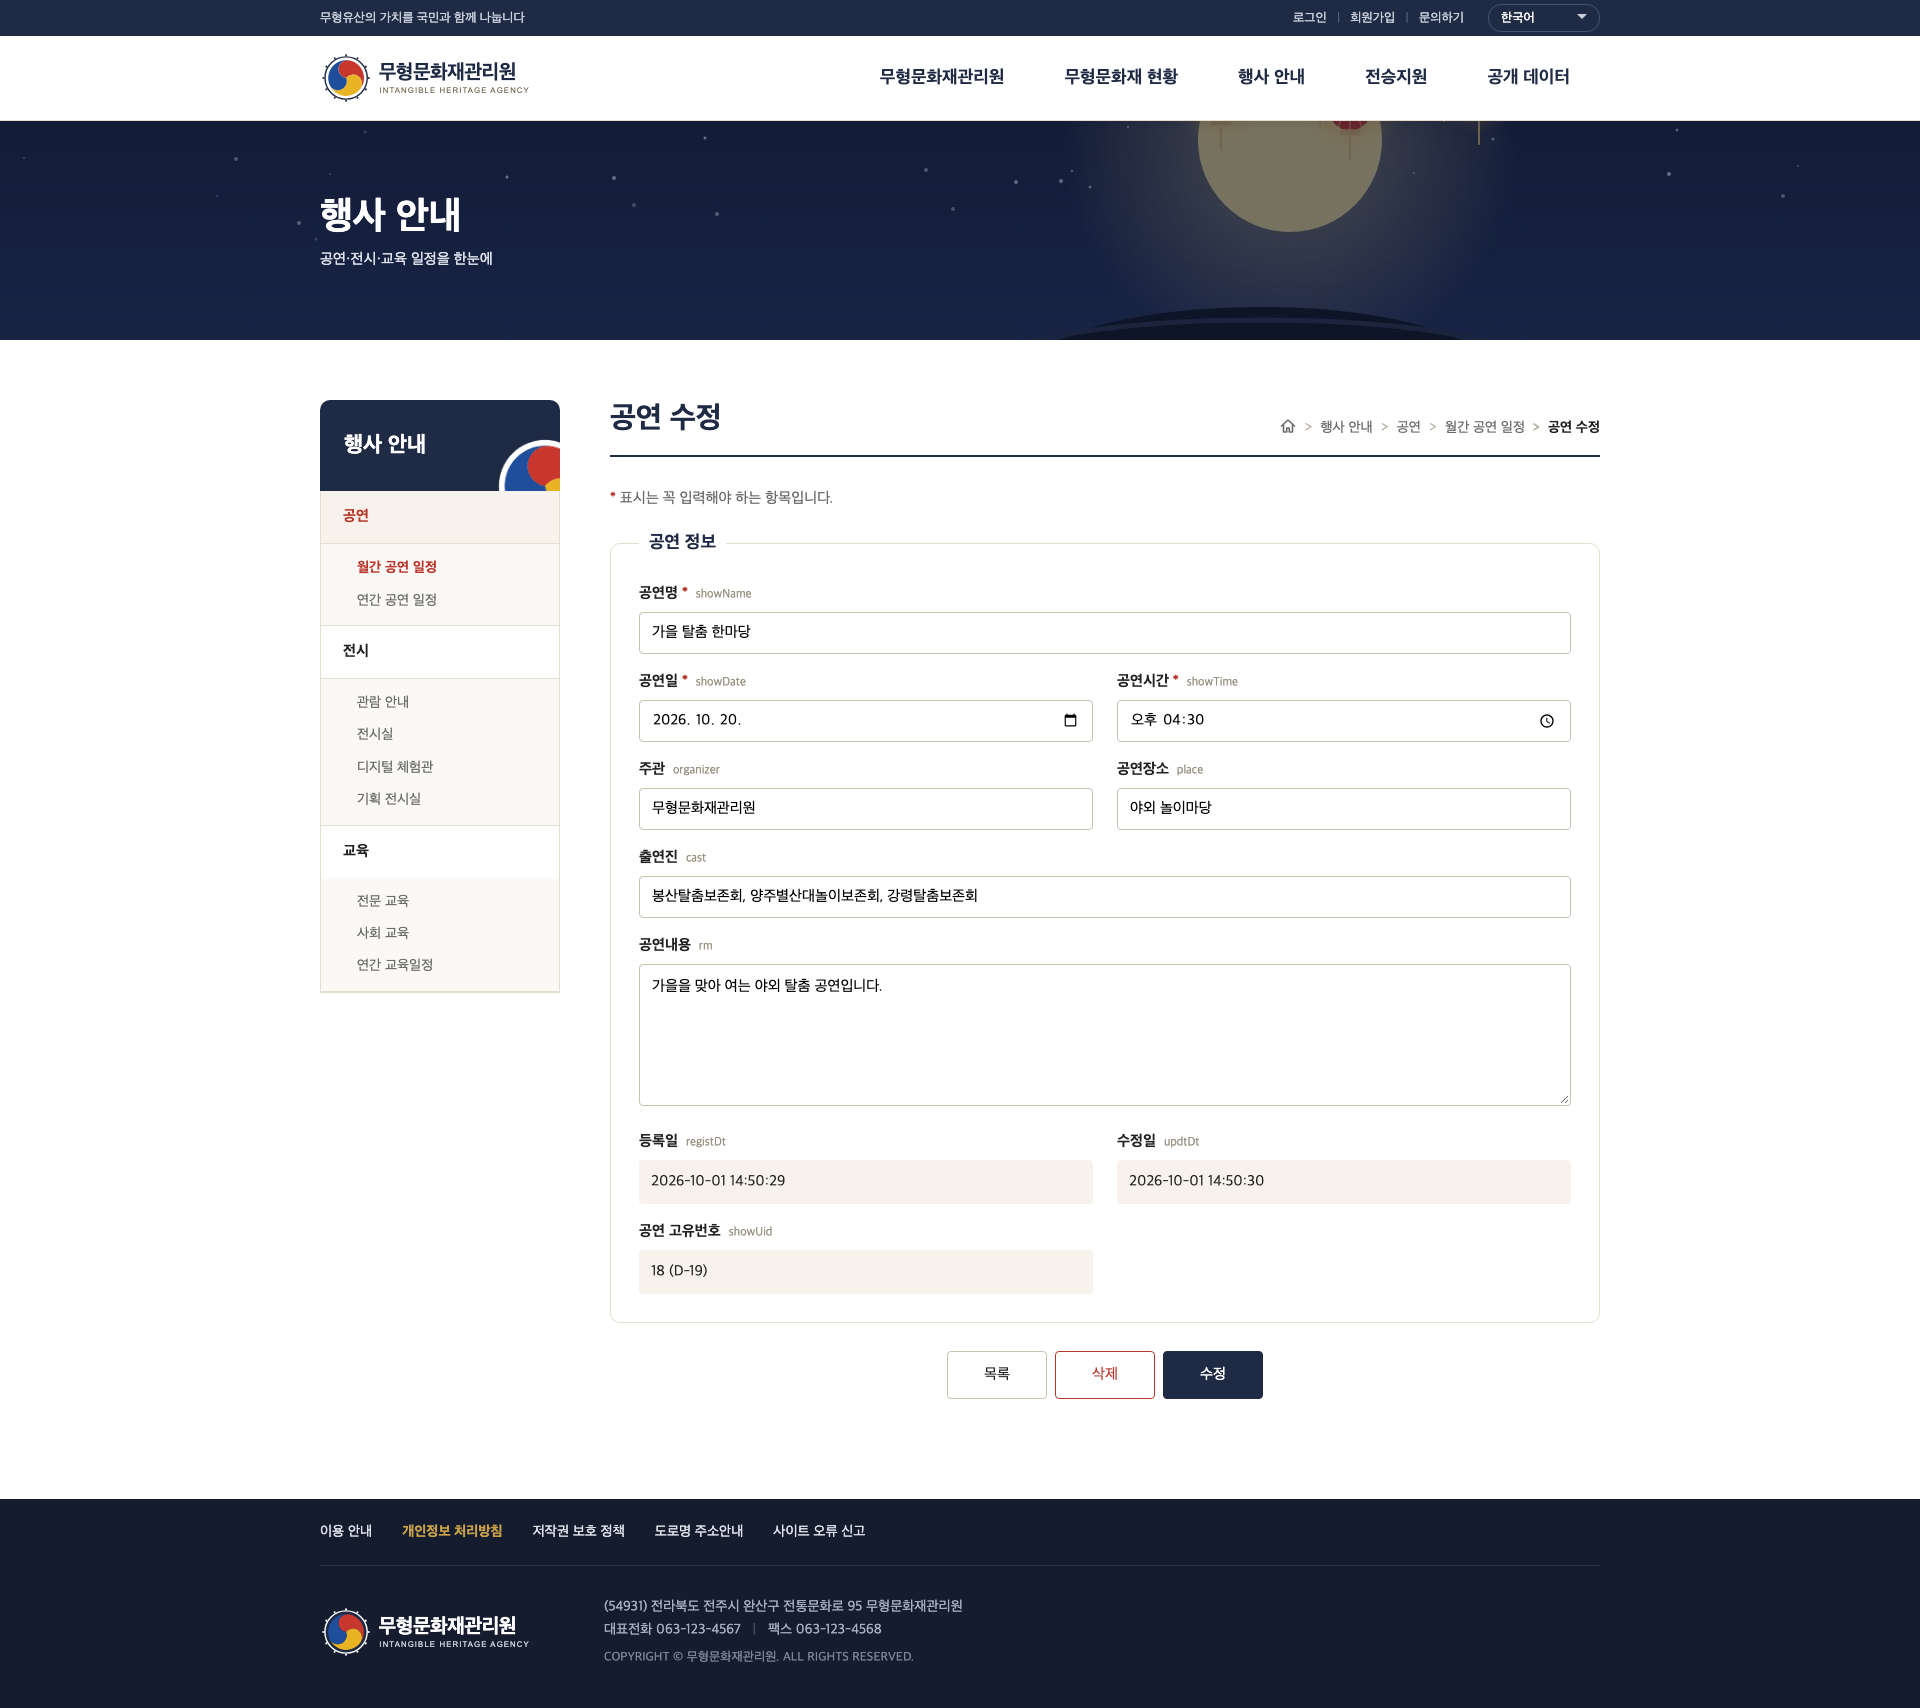 무형유산의 가치를 국민과 함께 나눕니다
로그인 | 회원가입 | 문의하기 한국어
무형문화재관리원
INTANGIBLE HERITAGE AGENCY
무형문화재관리원 무형문화재 현황 행사 안내 전승지원 공개 데이터
행사 안내
공연·전시·교육 일정을 한눈에
행사 안내
공연
월간 공연 일정
연간 공연 일정
전시
관람 안내
전시실
디지털 체험관
기획 전시실
교육
전문 교육
사회 교육
연간 교육일정
공연 수정
> 행사 안내 > 공연 > 월간 공연 일정 > 공연 수정
* 표시는 꼭 입력해야 하는 항목입니다.
공연 정보
공연명 * showName
가을 탈춤 한마당
공연일 * showDate
2026. 10. 20.
공연시간 * showTime
오후 04:30
주관 organizer
무형문화재관리원
공연장소 place
야외 놀이마당
출연진 cast
봉산탈춤보존회, 양주별산대놀이보존회, 강령탈춤보존회
공연내용 rm
가을을 맞아 여는 야외 탈춤 공연입니다.
등록일 registDt
2026-10-01 14:50:29
수정일 updtDt
2026-10-01 14:50:30
공연 고유번호 showUid
18 (D-19)
목록 삭제 수정
이용 안내 개인정보 처리방침 저작권 보호 정책 도로명 주소안내 사이트 오류 신고
무형문화재관리원
INTANGIBLE HERITAGE AGENCY
(54931) 전라북도 전주시 완산구 전통문화로 95 무형문화재관리원
대표전화 063-123-4567 | 팩스 063-123-4568
COPYRIGHT © 무형문화재관리원. ALL RIGHTS RESERVED.